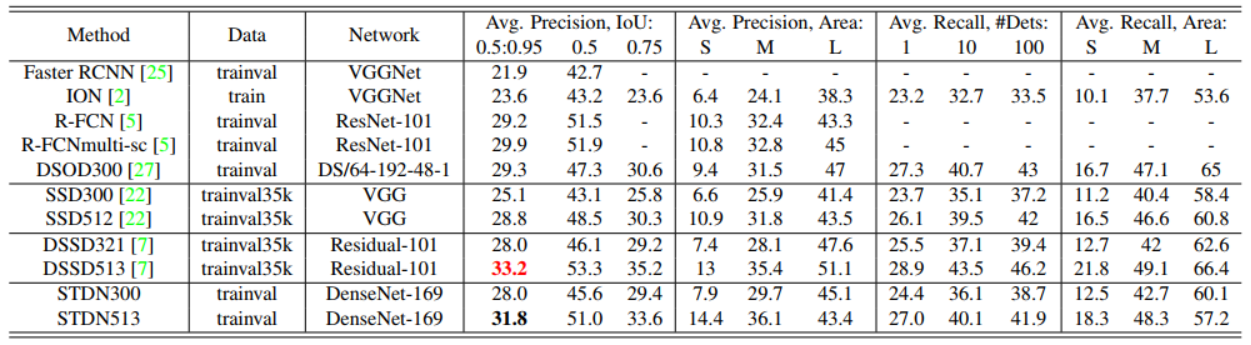 Method Data Network Avg. Precision, IoU: Avg. Precision, Area: Avg. Recall, #Dets: Avg. Recall, Area:
0.5:0.95 0.5 0.75 S M L 1 10 100 S M L
Faster RCNN [25] trainval VGGNet 21.9 42.7 - - - - - - - - - -
ION [2] train VGGNet 23.6 43.2 23.6 6.4 24.1 38.3 23.2 32.7 33.5 10.1 37.7 53.6
R-FCN [5] trainval ResNet-101 29.2 51.5 - 10.3 32.4 43.3 - - - - - -
R-FCNmulti-sc [5] trainval ResNet-101 29.9 51.9 - 10.8 32.8 45 - - - - - -
DSOD300 [27] trainval DS/64-192-48-1 29.3 47.3 30.6 9.4 31.5 47 27.3 40.7 43 16.7 47.1 65
SSD300 [22] trainval35k VGG 25.1 43.1 25.8 6.6 25.9 41.4 23.7 35.1 37.2 11.2 40.4 58.4
SSD512 [22] trainval35k VGG 28.8 48.5 30.3 10.9 31.8 43.5 26.1 39.5 42 16.5 46.6 60.8
DSSD321 [7] trainval35k Residual-101 28.0 46.1 29.2 7.4 28.1 47.6 25.5 37.1 39.4 12.7 42 62.6
DSSD513 [7] trainval35k Residual-101 33.2 53.3 35.2 13 35.4 51.1 28.9 43.5 46.2 21.8 49.1 66.4
STDN300 trainval DenseNet-169 28.0 45.6 29.4 7.9 29.7 45.1 24.4 36.1 38.7 12.5 42.7 60.1
STDN513 trainval DenseNet-169 31.8 51.0 33.6 14.4 36.1 43.4 27.0 40.1 41.9 18.3 48.3 57.2